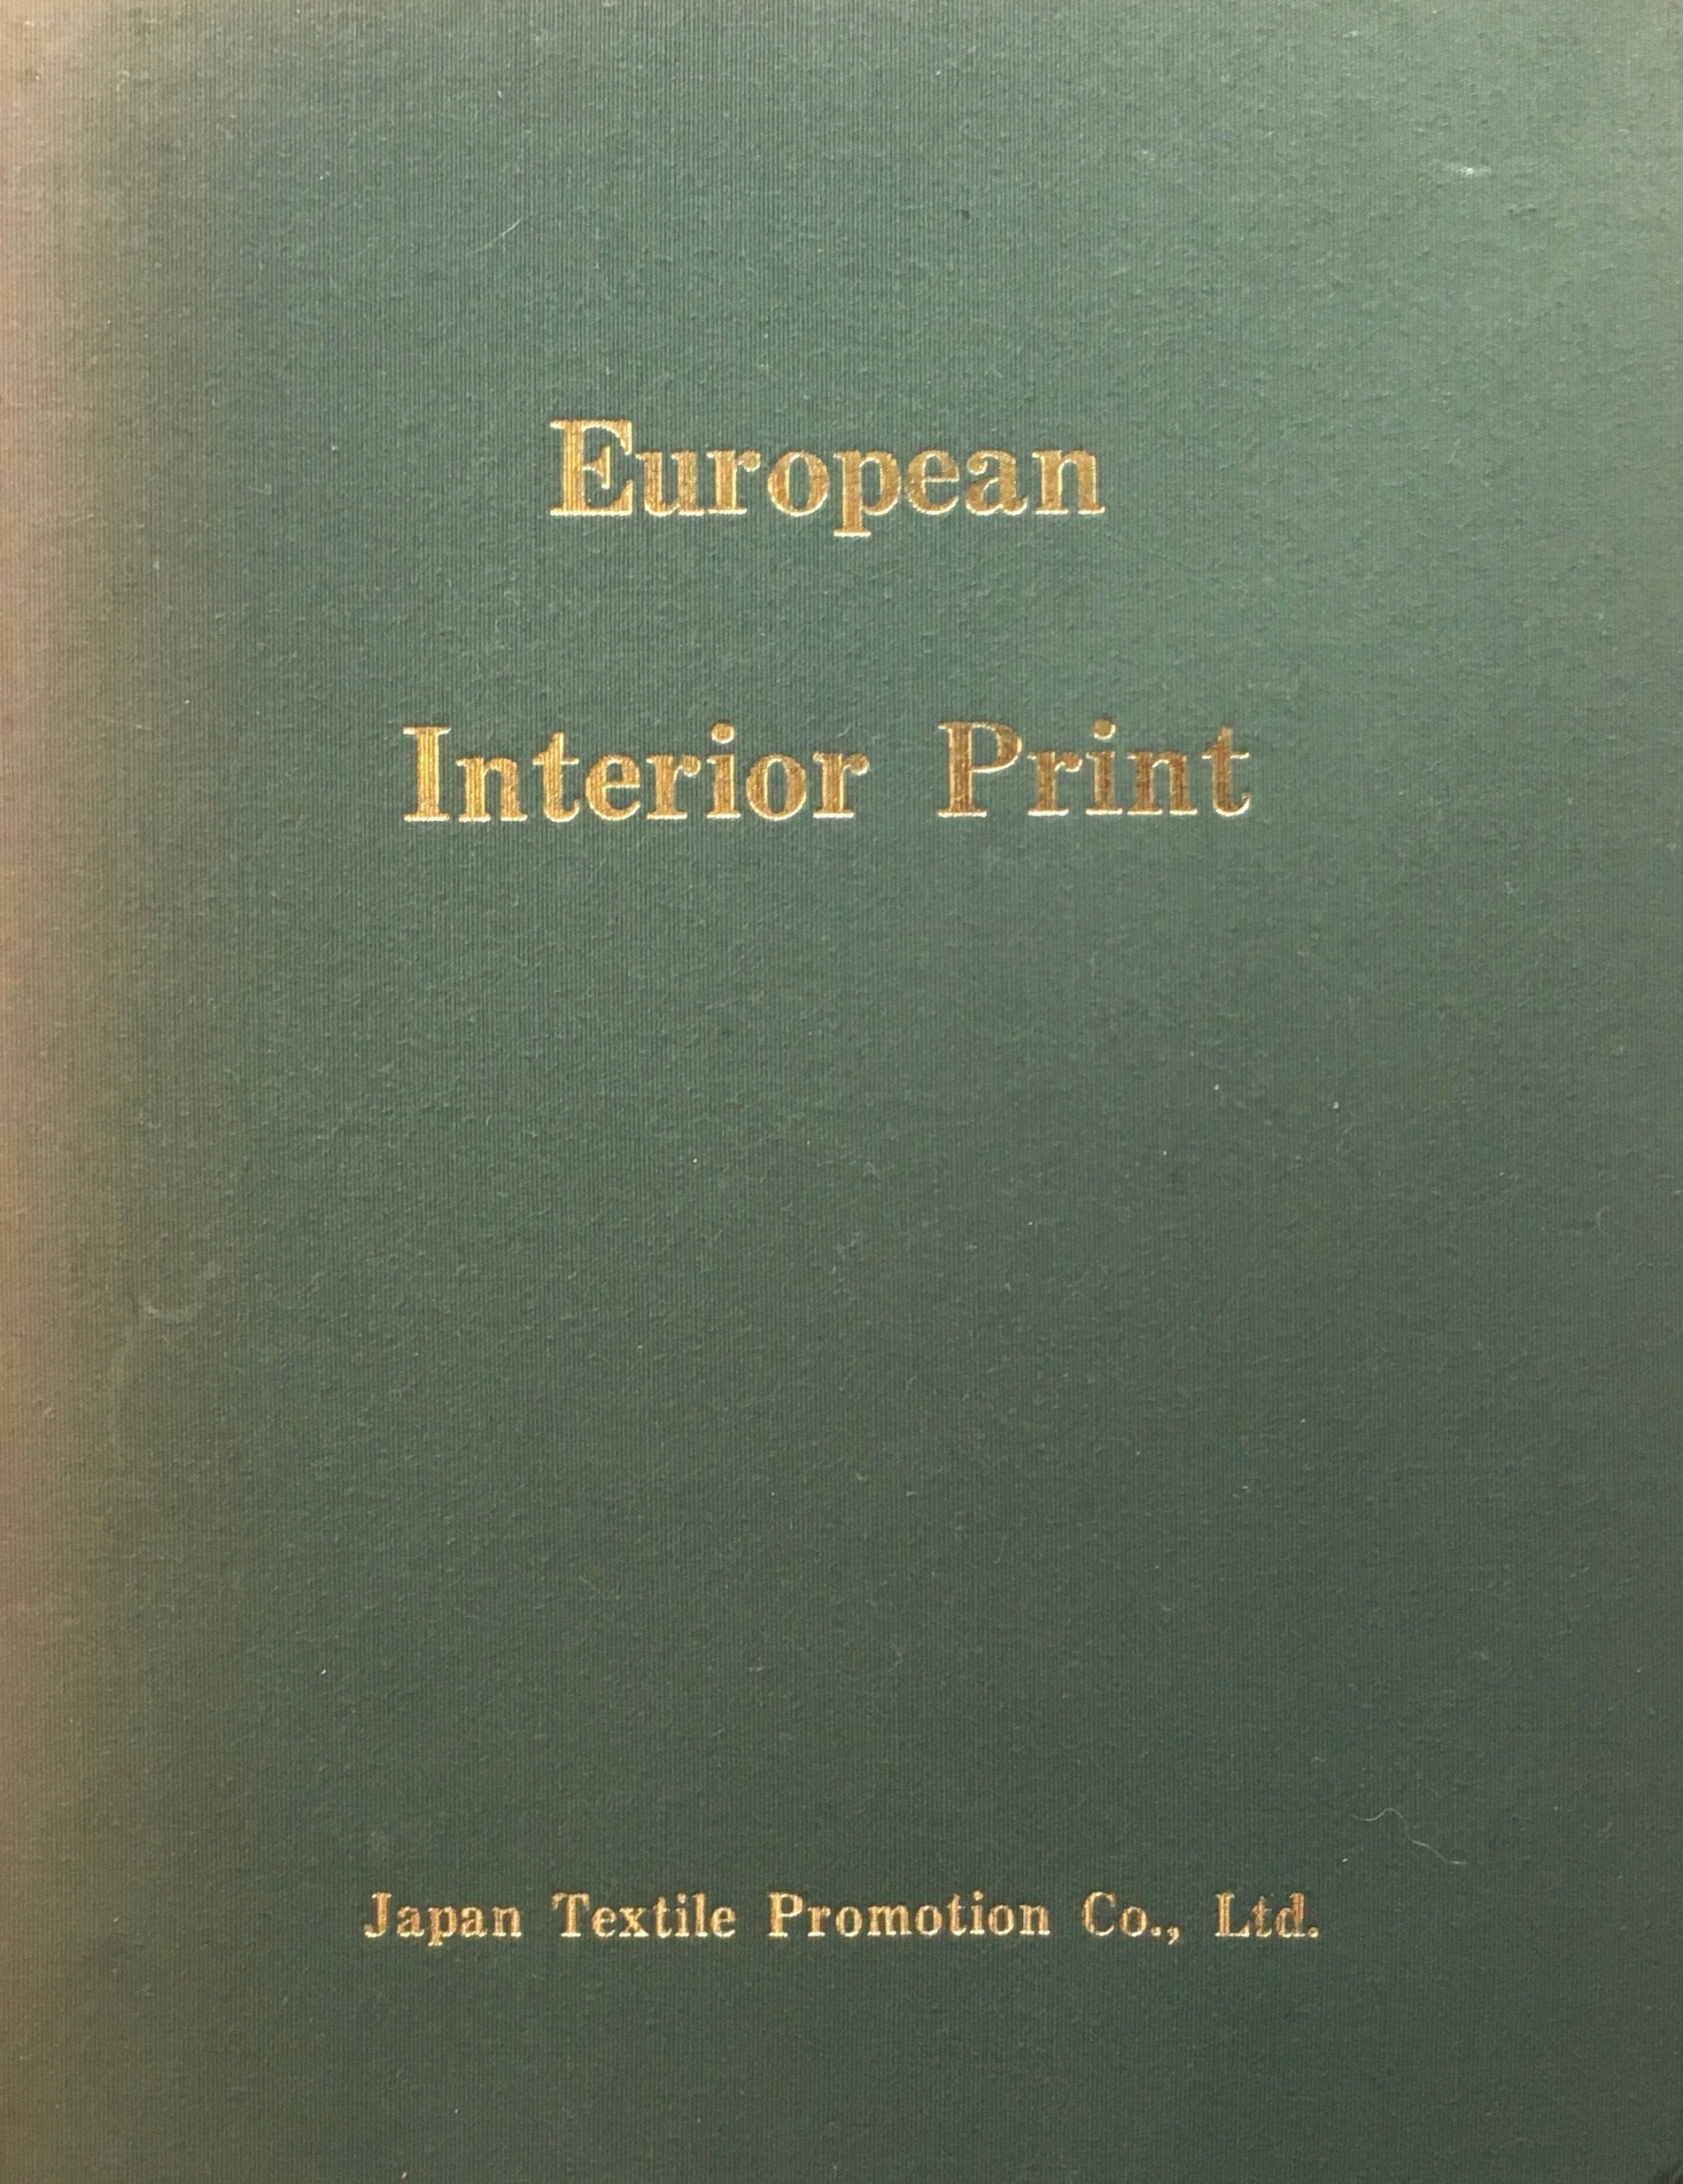 European
Interior Print
Japan Textile Promotion Co., Ltd.